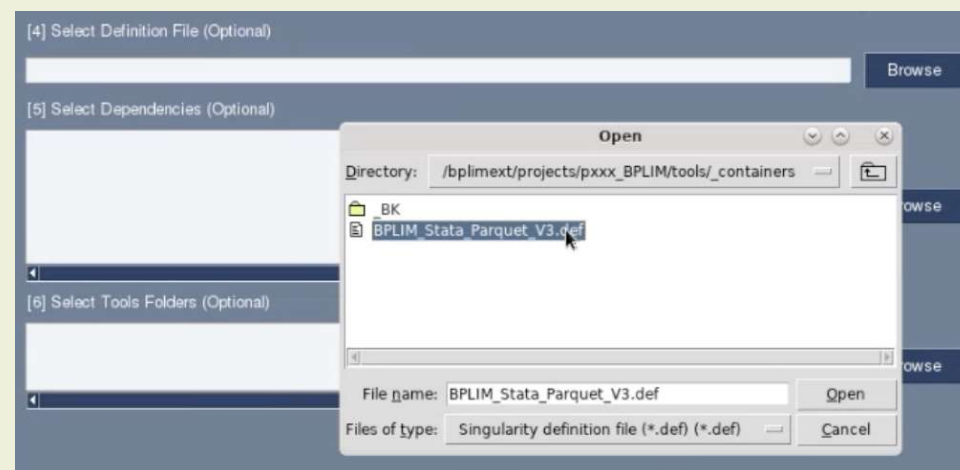 [4] Select Definition File (Optional)
Browse
[5] Select Dependencies (Optional)
Open
Directory: /bplimext/projects/pxxx_BPLIM/tools/_containers
_BK
BPLIM_Stata_Parquet_V3.def
owse
[6] Select Tools Folders (Optional)
owse
File name: BPLIM_Stata_Parquet_V3.def Open
Files of type: Singularity definition file (*.def) (*.def) Cancel